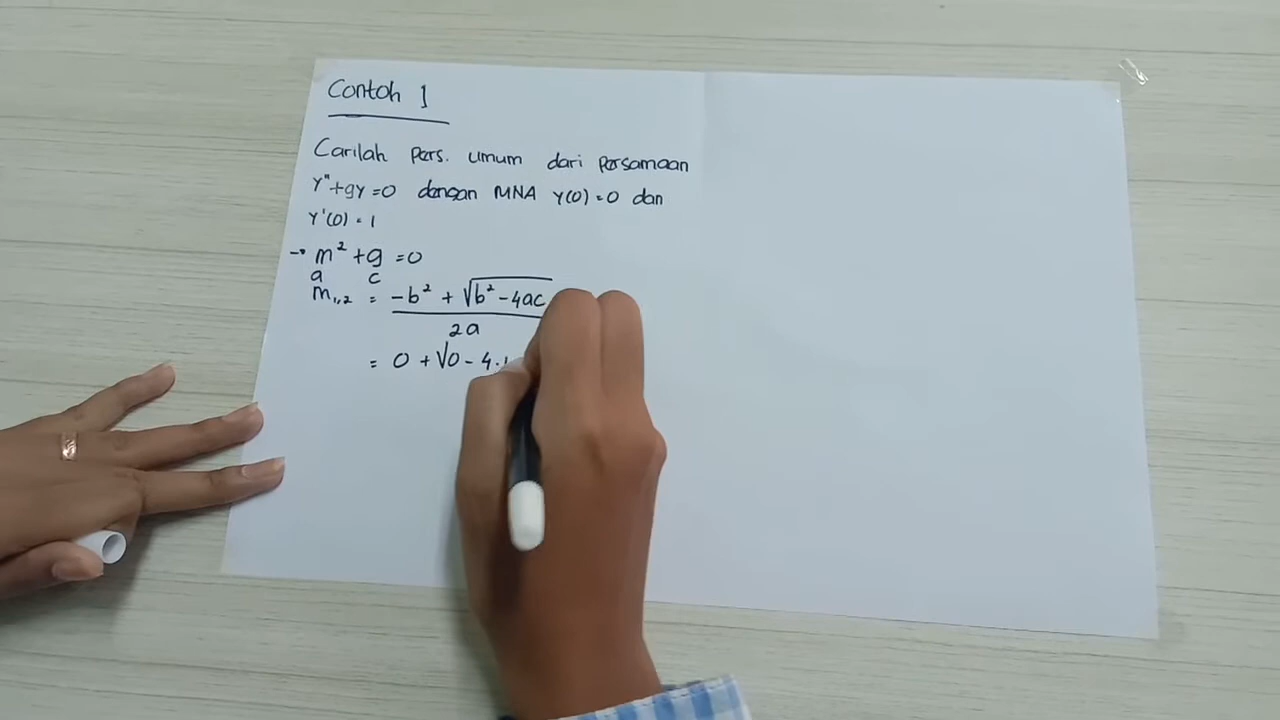 Contoh 1
Carilah Pers. Umum dari persamaan
y"+9y=0 dengan MNA y(0)=0 dan
y'(0)=1
→ m² +9 =0
a c
m₁,₂ = -b² + √b² -4ac
2a
= 0 + √0 - 4.1